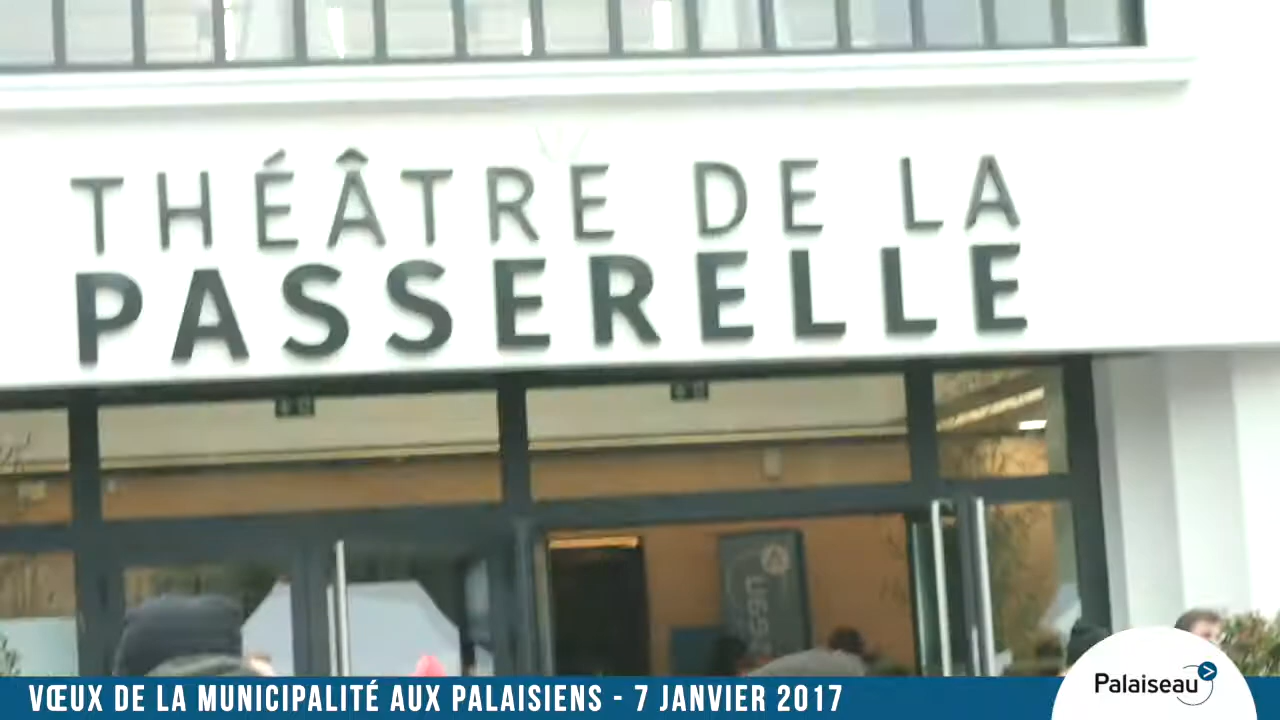 THÉÂTRE DE LA
PASSERELLE
VŒUX DE LA MUNICIPALITÉ AUX PALAISIENS - 7 JANVIER 2017
Palaiseau